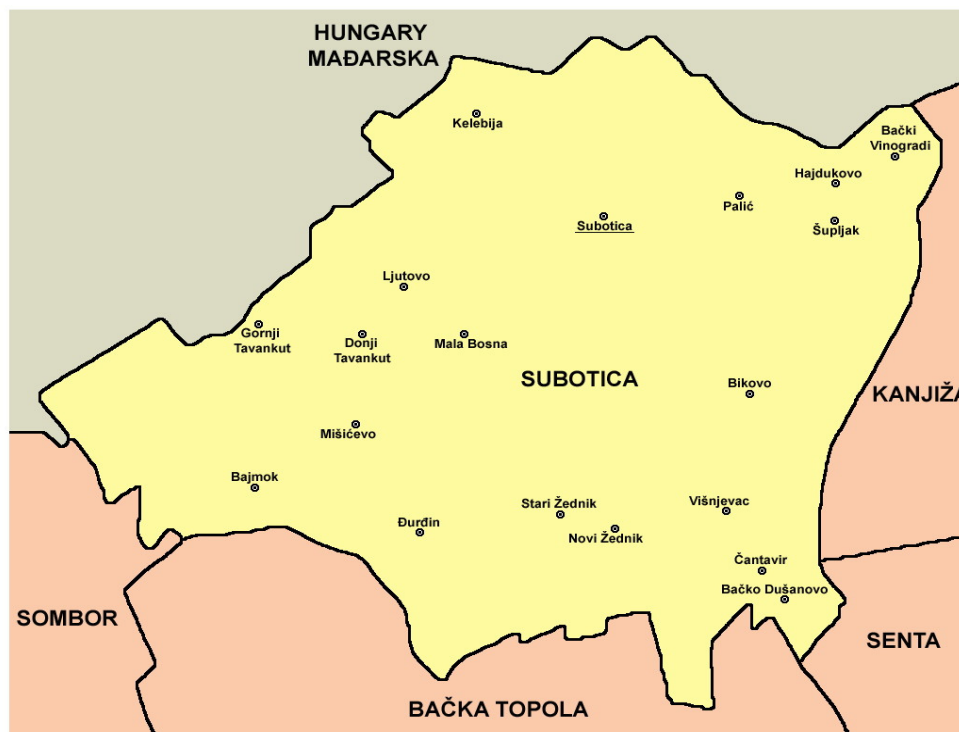 HUNGARY
MAĐARSKA
Kelebija
Bački
Vinogradi
Hajdukovo
Palić
Subotica
Šupljak
Ljutovo
Gornji
Tavankut
Donji
Tavankut
Mala Bosna
SUBOTICA
Bikovo
KANJIŽA
Mišićevo
Bajmok
Stari Žednik
Višnjevac
Đurđin
Novi Žednik
Čantavir
Bačko Dušanovo
SOMBOR
SENTA
BAČKA TOPOLA